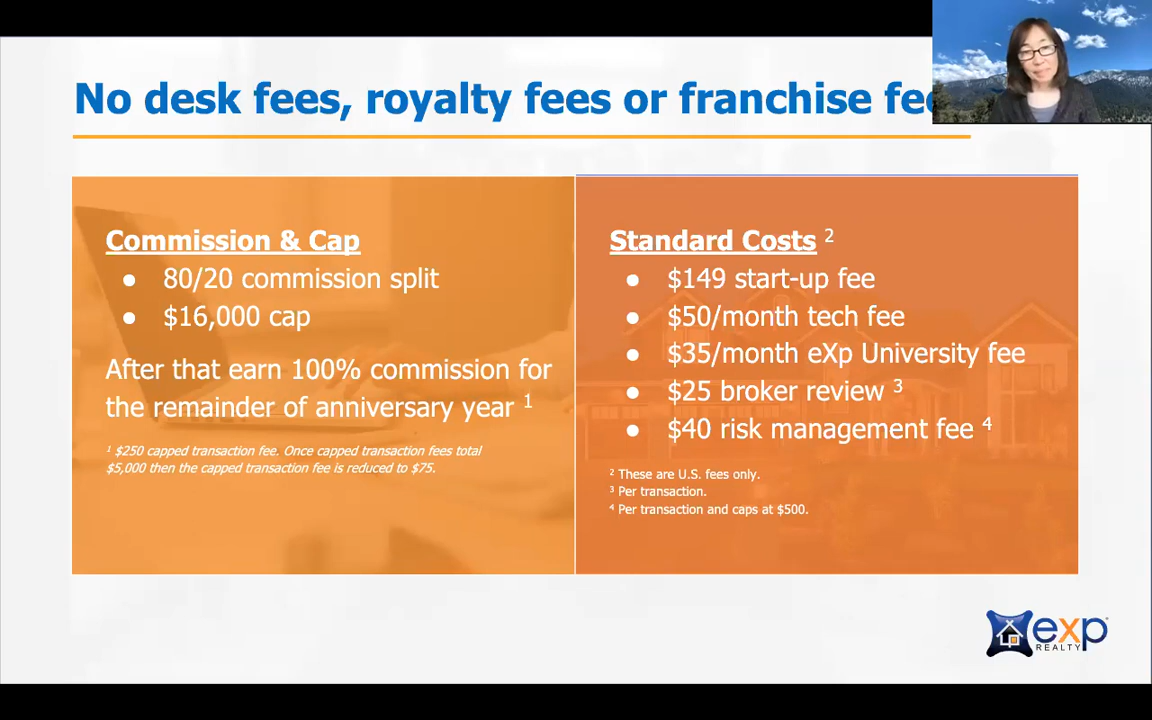 No desk fees, royalty fees or franchise fe
Commission & Cap
● 80/20 commission split
● $16,000 cap
After that earn 100% commission for
the remainder of anniversary year 1
1 $250 capped transaction fee. Once capped transaction fees total
$5,000 then the capped transaction fee is reduced to $75.
Standard Costs 2
● $149 start-up fee
● $50/month tech fee
● $35/month eXp University fee
● $25 broker review 3
● $40 risk management fee 4
2 These are U.S. fees only.
3 Per transaction.
4 Per transaction and caps at $500.
exp
REALTY